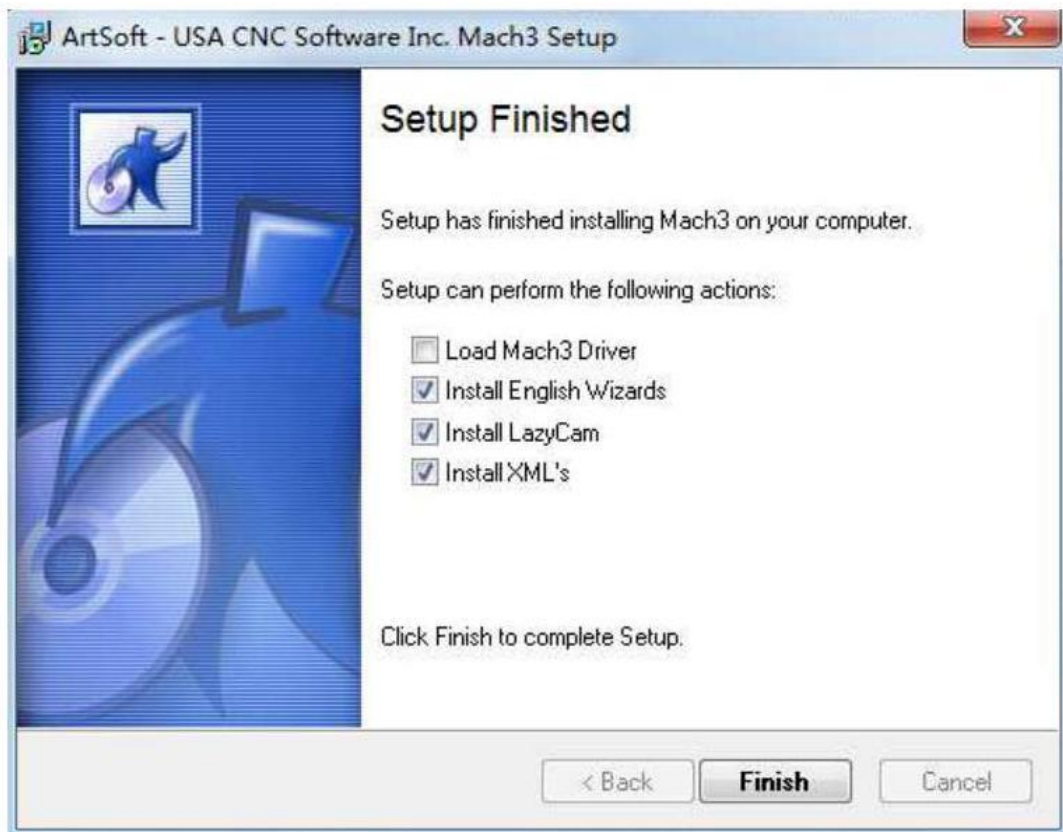 ArtSoft - USA CNC Software Inc. Mach3 Setup
X
Setup Finished
Setup has finished installing Mach3 on your computer.
Setup can perform the following actions:
Load Mach3 Driver
Install English Wizards
Install LazyCam
Install XML's
Click Finish to complete Setup.
< Back Finish Cancel